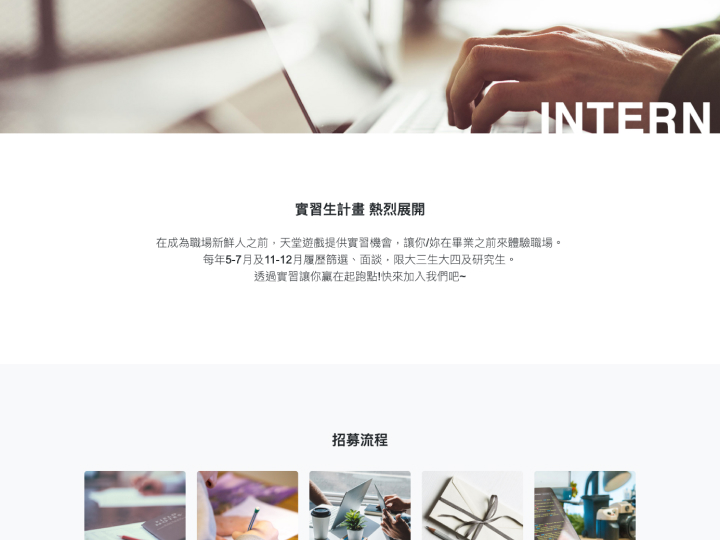 INTERN
實習生計畫 熱烈展開
在成為職場新鮮人之前，天堂遊戲提供實習機會，讓你/妳在畢業之前來體驗職場。
每年5-7月及11-12月履歷篩選、面談，限大三生大四及研究生。
透過實習讓你贏在起跑點!快來加入我們吧~
招募流程